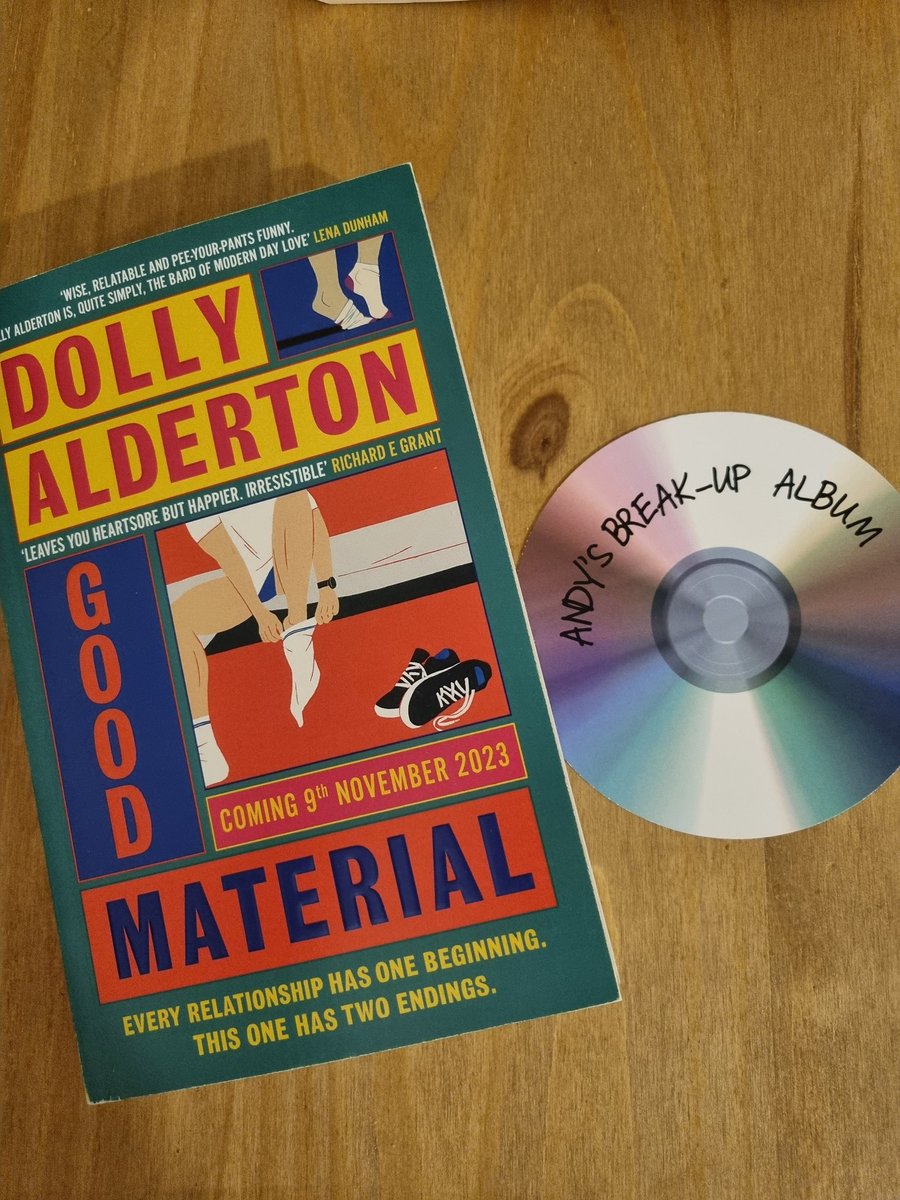 'WISE, RELATABLE AND PEE-YOUR-PANTS FUNNY.
LLY ALDERTON IS, QUITE SIMPLY, THE BARD OF MODERN DAY LOVE' LENA DUNHAM
DOLLY
ALDERTON
'LEAVES YOU HEARTSORE BUT HAPPIER. IRRESISTIBLE' RICHARD E GRANT
GOOD
COMING 9th NOVEMBER 2023
MATERIAL
EVERY RELATIONSHIP HAS ONE BEGINNING.
THIS ONE HAS TWO ENDINGS.
ANDY'S BREAK-UP ALBUM